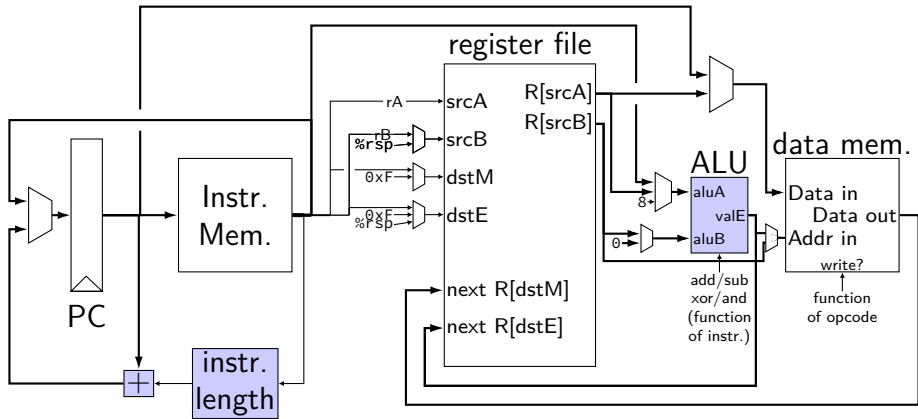 register file
rA
srcA
rB
%rsp
srcB
0xF
dstM
0xF
%rsp
dstE
R[srcA]
R[srcB]
next R[dstM]
next R[dstE]
PC
Instr.
Mem.
+
instr.
length
ALU
8
0
aluA
valE
aluB
add/sub
xor/and
(function
of instr.)
data mem.
Data in
Data out
Addr in
write?
function
of opcode